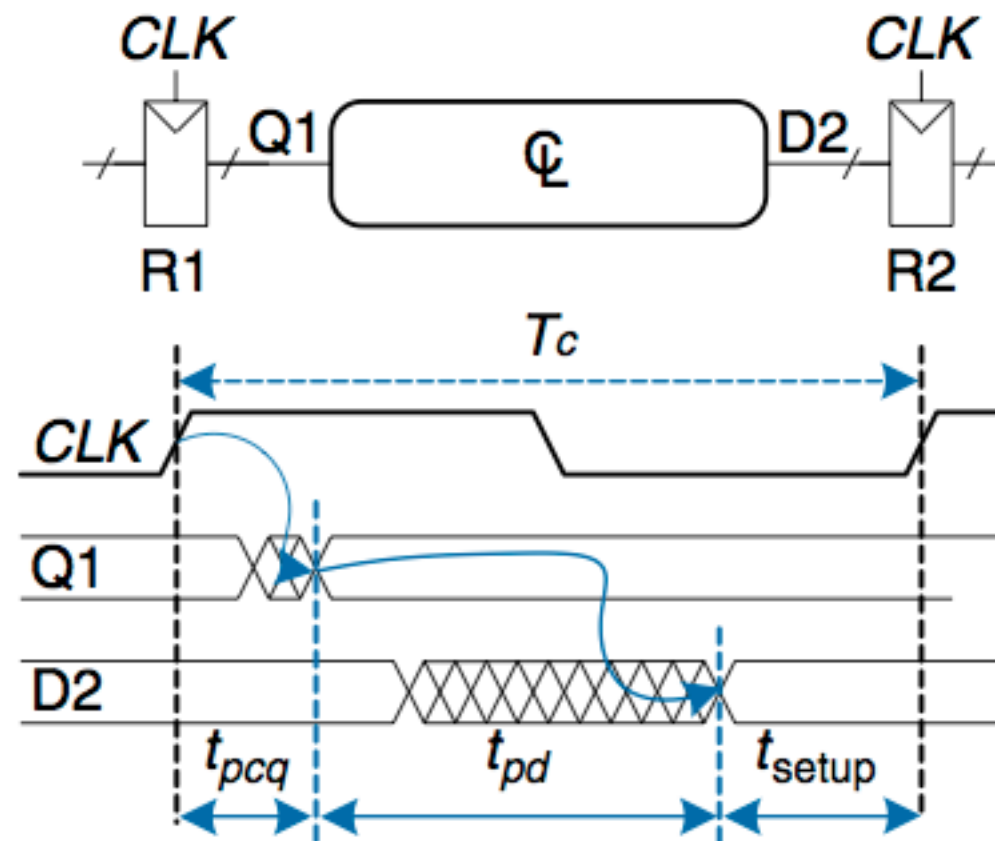 CLK CLK
Q1 CL D2
R1 R2
Tc
CLK
Q1
D2
tpcq tpd tsetup